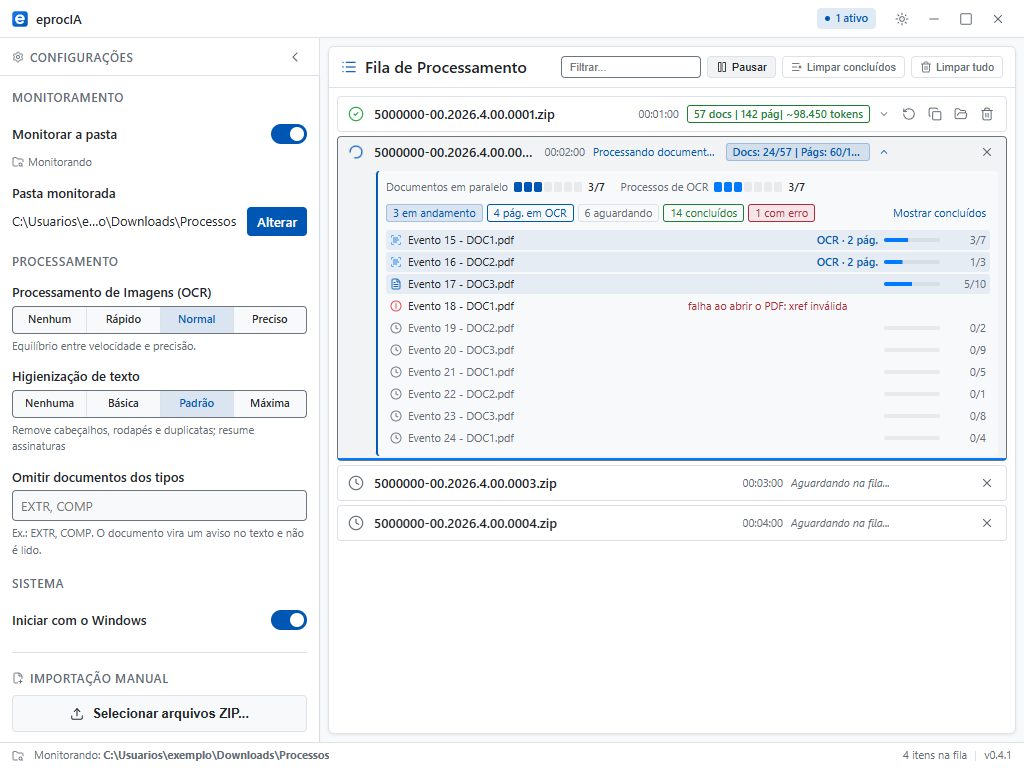 eprocIA
1 ativo
CONFIGURAÇÕES
MONITORAMENTO
Monitorar a pasta
Monitorando
Pasta monitorada
C:\Usuarios\e...o\Downloads\Processos
Alterar
PROCESSAMENTO
Processamento de Imagens (OCR)
Nenhum Rápido Normal Preciso
Equilíbrio entre velocidade e precisão.
Higienização de texto
Nenhuma Básica Padrão Máxima
Remove cabeçalhos, rodapés e duplicatas; resume
assinaturas
Omitir documentos dos tipos
EXTR, COMP
Ex.: EXTR, COMP. O documento vira um aviso no texto e não
é lido.
SISTEMA
Iniciar com o Windows
IMPORTAÇÃO MANUAL
Selecionar arquivos ZIP...
Fila de Processamento
Filtrar...
Pausar
Limpar concluídos
Limpar tudo
5000000-00.2026.4.00.0001.zip 00:01:00 57 docs | 142 pág| ~98.450 tokens
5000000-00.2026.4.00.00... 00:02:00 Processando document... Docs: 24/57 | Págs: 60/1...
Documentos em paralelo 3/7 Processos de OCR 3/7
3 em andamento 4 pág. em OCR 6 aguardando 14 concluídos 1 com erro Mostrar concluídos
Evento 15 - DOC1.pdf OCR · 2 pág. 3/7
Evento 16 - DOC2.pdf OCR · 2 pág. 1/3
Evento 17 - DOC3.pdf 5/10
Evento 18 - DOC1.pdf falha ao abrir o PDF: xref inválida
Evento 19 - DOC2.pdf 0/2
Evento 20 - DOC3.pdf 0/9
Evento 21 - DOC1.pdf 0/5
Evento 22 - DOC2.pdf 0/1
Evento 23 - DOC3.pdf 0/8
Evento 24 - DOC1.pdf 0/4
5000000-00.2026.4.00.0003.zip 00:03:00 Aguardando na fila...
5000000-00.2026.4.00.0004.zip 00:04:00 Aguardando na fila...
Monitorando: C:\Usuarios\exemplo\Downloads\Processos
4 itens na fila v0.4.1